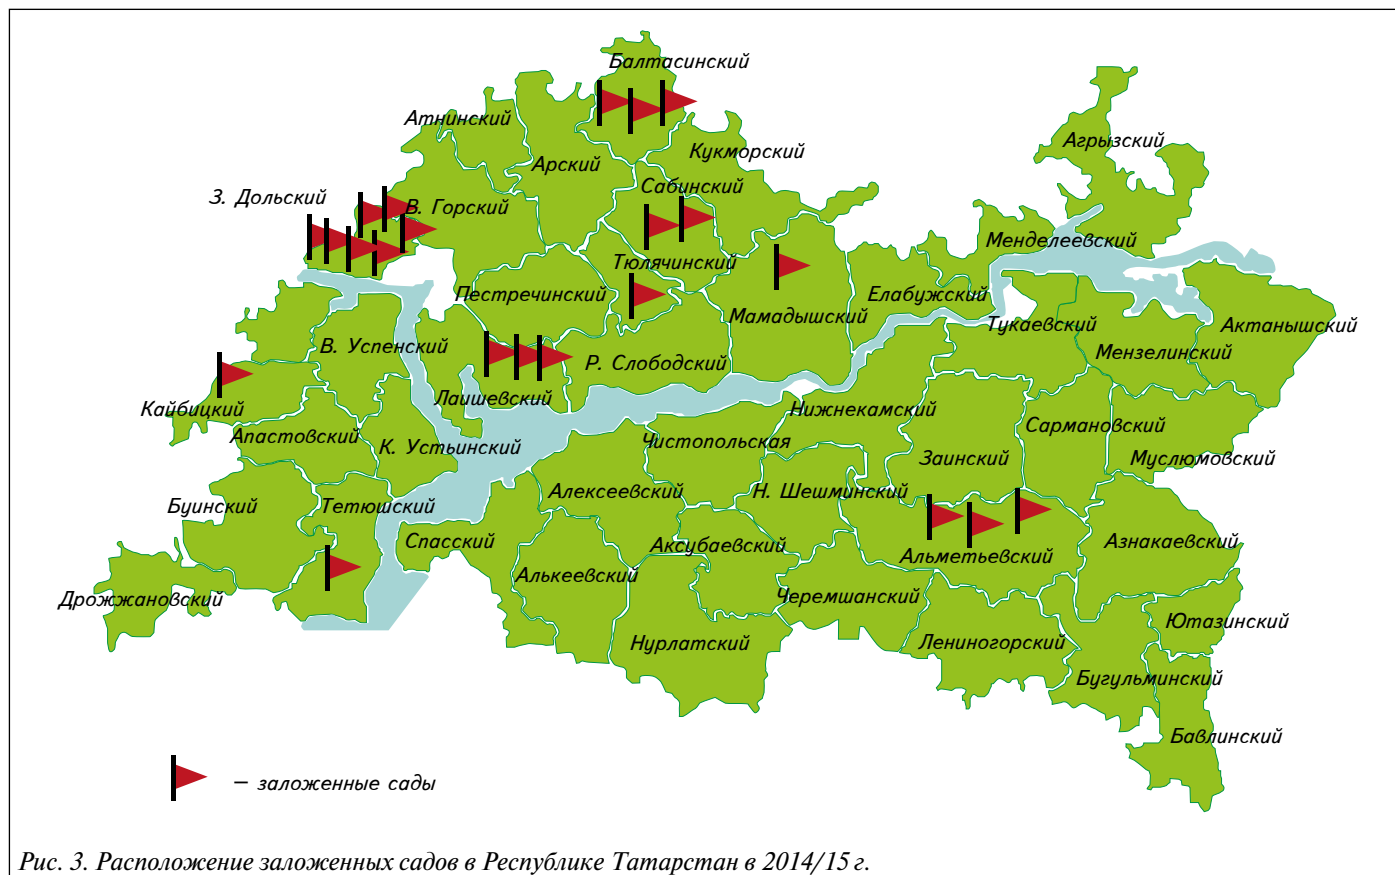 Балтасинский
Атнинский
Агрызский
Кукморский
Арский
Сабинский
З. Дольский
В. Горский
Менделеевский
Тюлячинский
Пестречинский
Елабужский
Мамадышский
Тукаевский
Актанышский
В. Успенский
Мензелинский
Р. Слободский
Лаишевский
Кайбицкий
Нижнекамский
Сармановский
Апастовский
К. Устьинский
Чистопольская
Заинский
Муслюмовский
Алексеевский
Н. Шешминский
Буинский
Тетюшский
Спасский
Аксубаевский
Альметьевский
Азнакаевский
Алькеевский
Дрожжановский
Черемшанский
Ютазинский
Нурлатский
Лениногорский
Бугульминский
Бавлинский
– заложенные сады
Рис. 3. Расположение заложенных садов в Республике Татарстан в 2014/15 г.